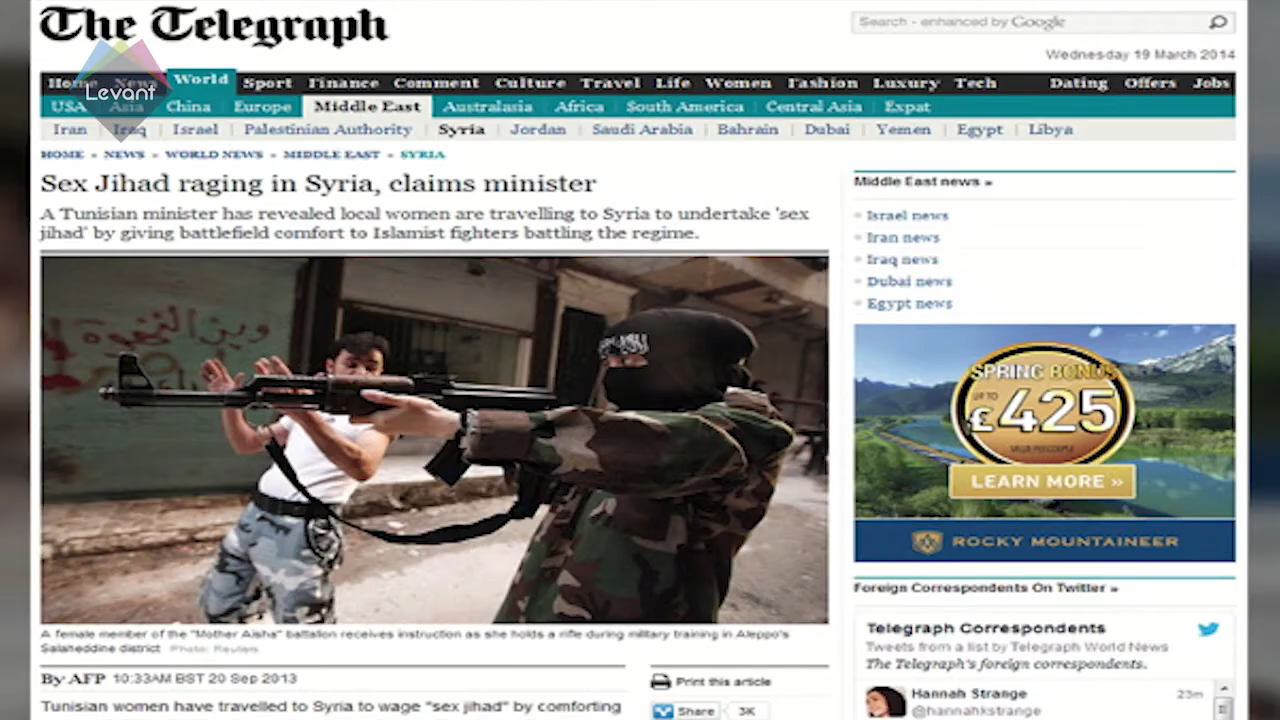 The Telegraph
Search - enhanced by Google
Wednesday 19 March 2014
Levant
Home News World Sport Finance Comment Culture Travel Life Women Fashion Luxury Tech Dating Offers Jobs
USA Asia China Europe Middle East Australasia Africa South America Central Asia Expat
Iran Iraq Israel Palestinian Authority Syria Jordan Saudi Arabia Bahrain Dubai Yemen Egypt Libya
HOME » NEWS » WORLD NEWS » MIDDLE EAST » SYRIA
Sex Jihad raging in Syria, claims minister
A Tunisian minister has revealed local women are travelling to Syria to undertake 'sex
jihad' by giving battlefield comfort to Islamist fighters battling the regime.
A female member of the "Mother Aisha" battalion receives instruction as she holds a rifle during military training in Aleppo's
Salaheddine district Photo: Reuters
By AFP 10:33AM BST 20 Sep 2013
Tunisian women have travelled to Syria to wage "sex jihad" by comforting
Print this article
Share 3K
Middle East news »
Israel news
Iran news
Iraq news
Dubai news
Egypt news
SPRING BONUS
UP TO
£425
VALUE PER COUPLE
LEARN MORE »
ROCKY MOUNTAINEER
Foreign Correspondents On Twitter »
Telegraph Correspondents
Tweets from a list by Telegraph World News
The Telegraph's foreign correspondents.
Hannah Strange 23m
@hannahkstrange